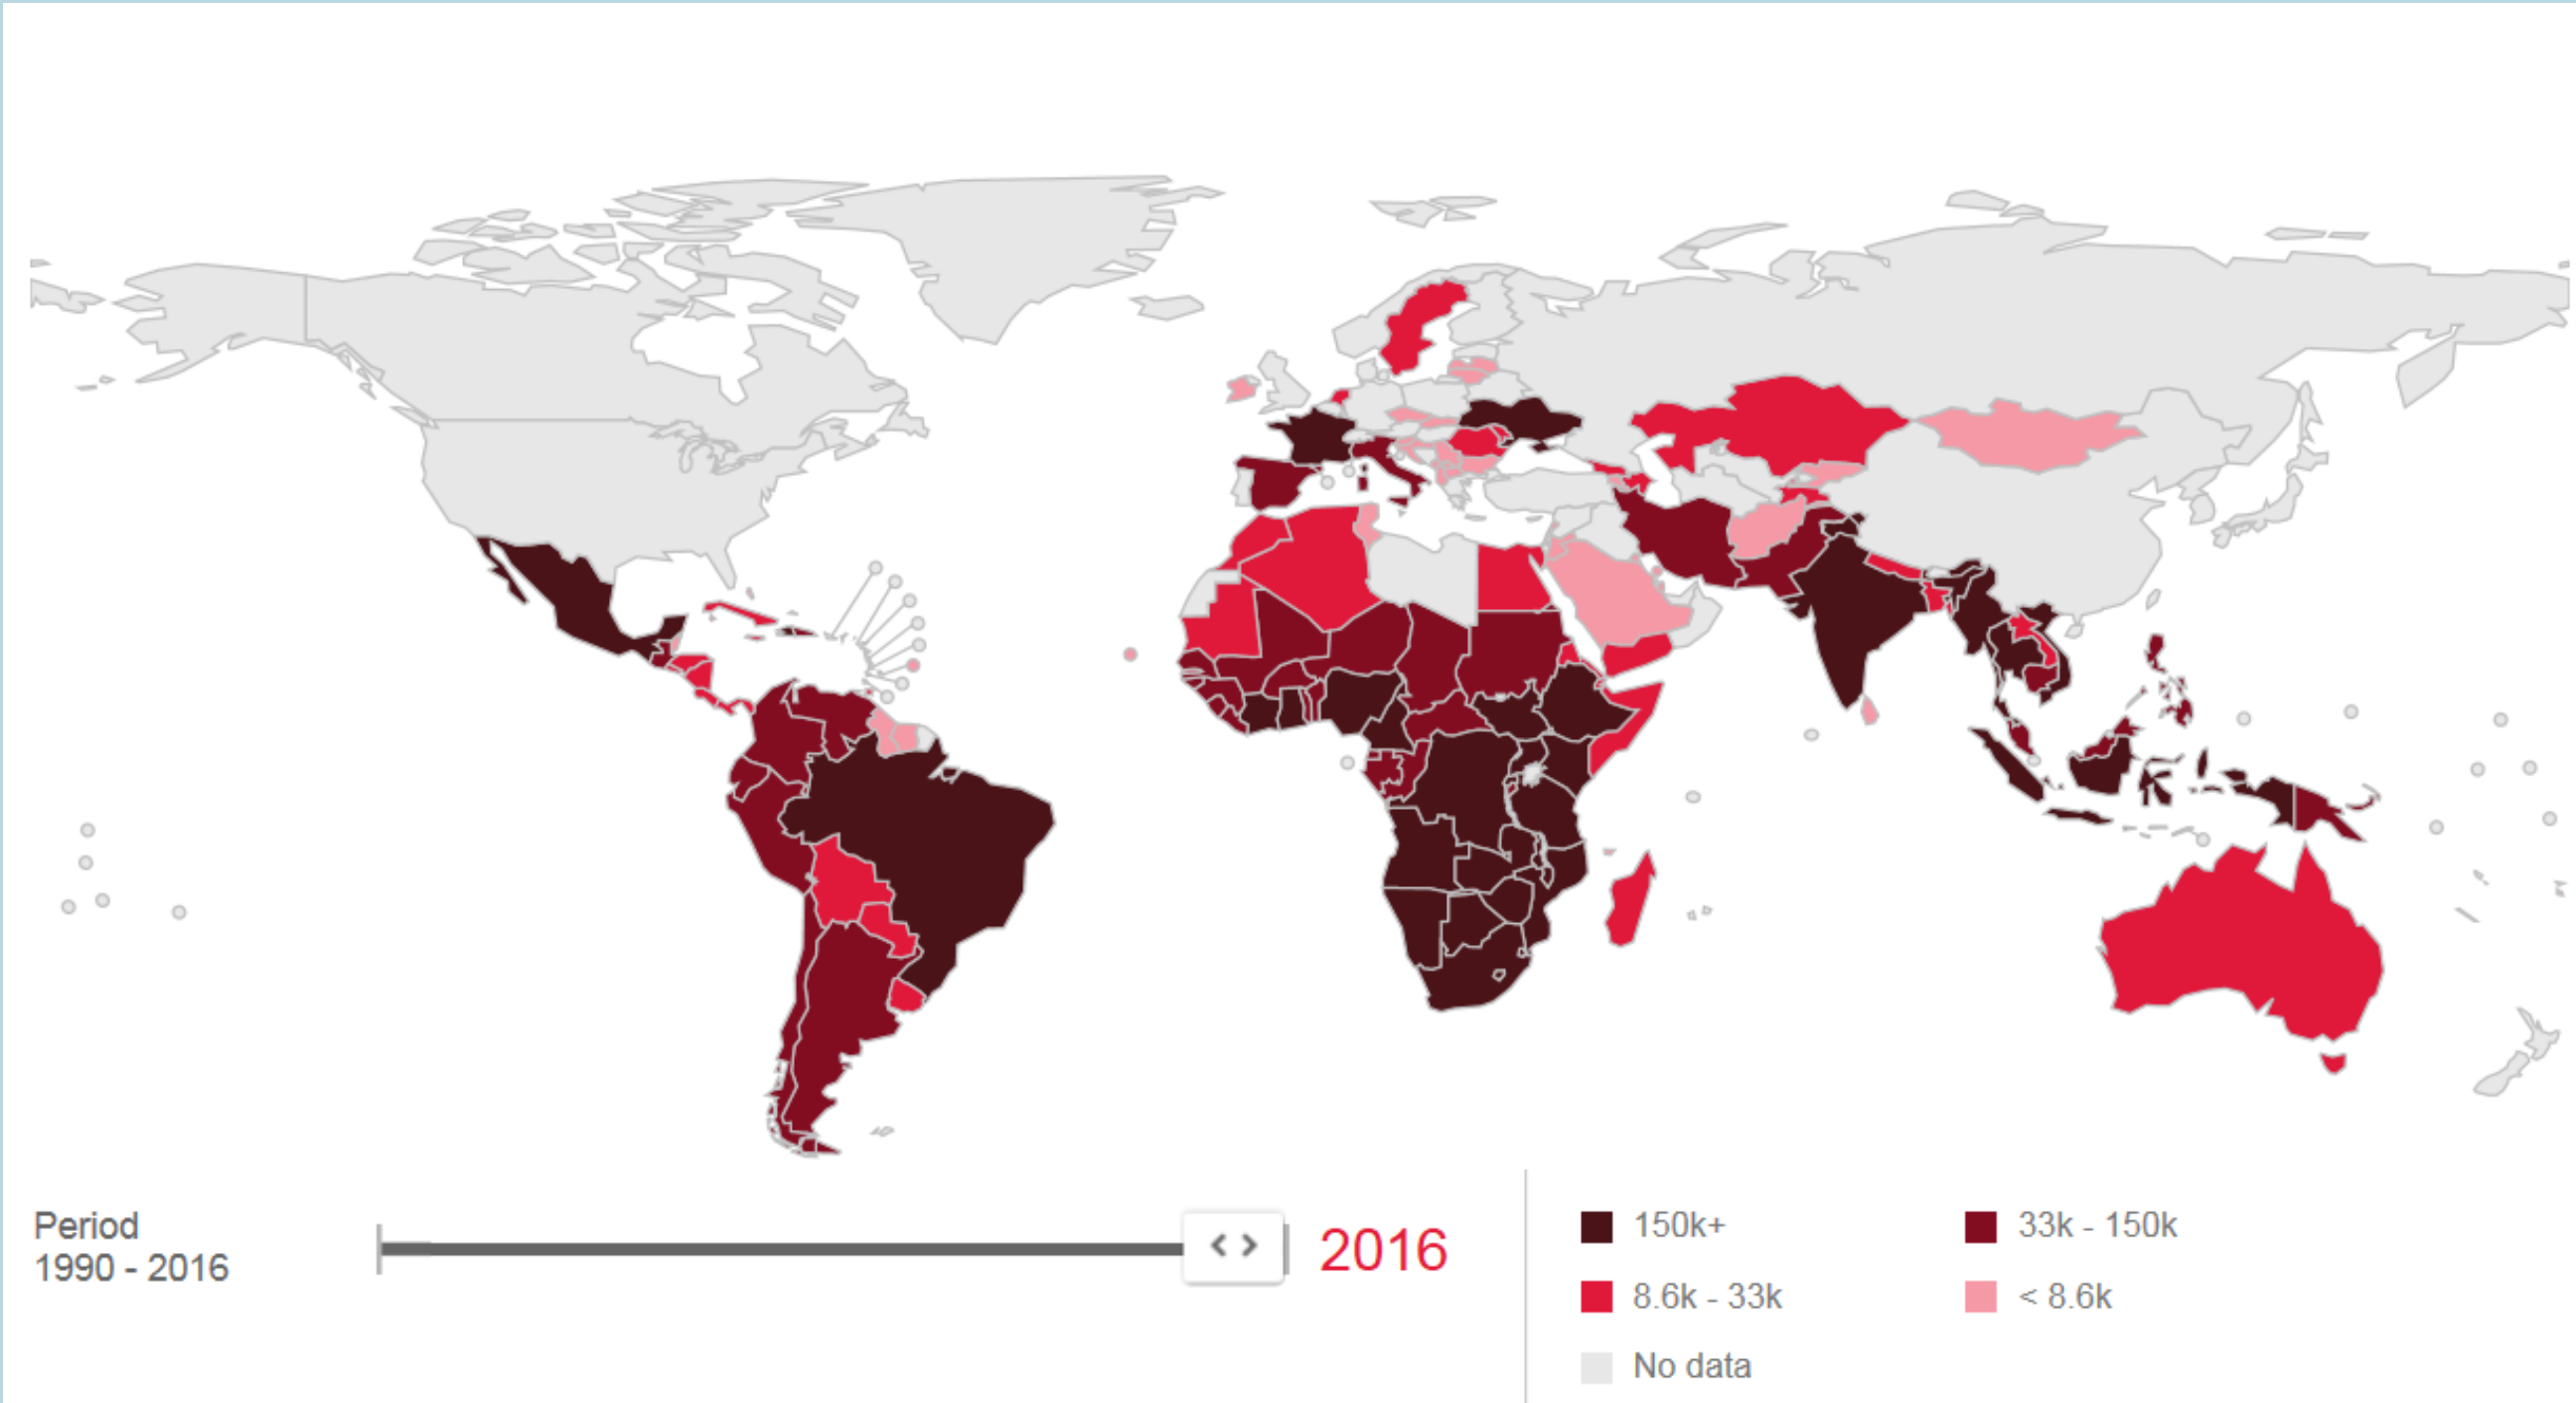 Period
1990 - 2016
2016
150k+
33k - 150k
8.6k - 33k
< 8.6k
No data